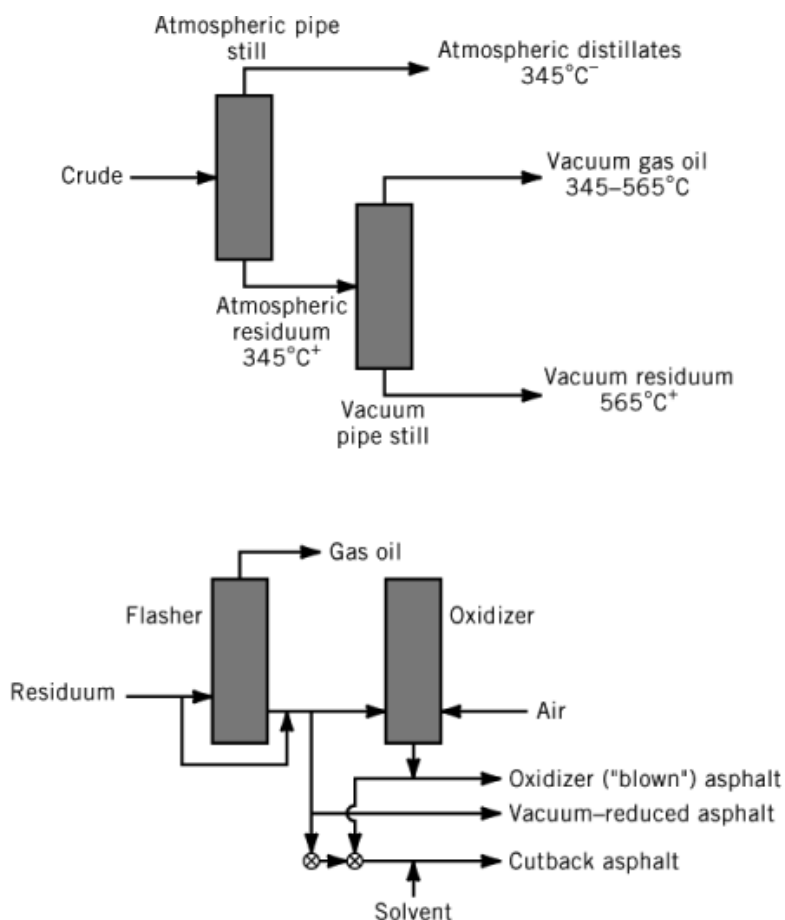 Atmospheric pipe
still
Atmospheric distillates
345°C⁻
Crude
Vacuum gas oil
345–565°C
Atmospheric
residuum
345°C⁺
Vacuum residuum
565°C⁺
Vacuum
pipe still
Gas oil
Flasher
Oxidizer
Residuum
Air
Oxidizer ("blown") asphalt
Vacuum–reduced asphalt
Cutback asphalt
Solvent